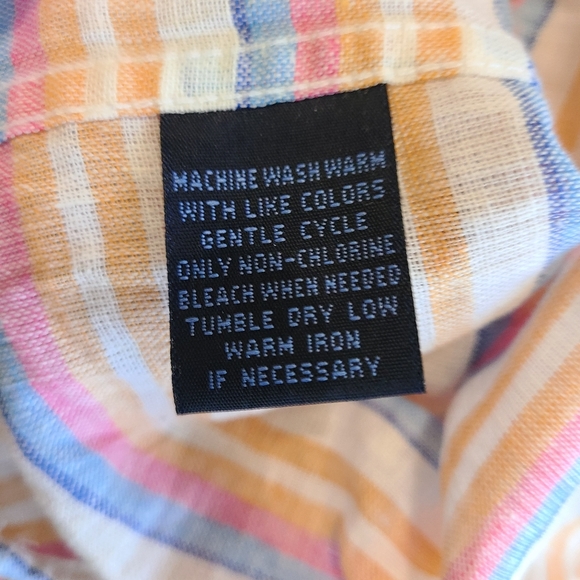 MACHINE WASH WARM
WITH LIKE COLORS
GENTLE CYCLE
ONLY NON-CHLORINE
BLEACH WHEN NEEDED
TUMBLE DRY LOW
WARM IRON
IF NECESSARY